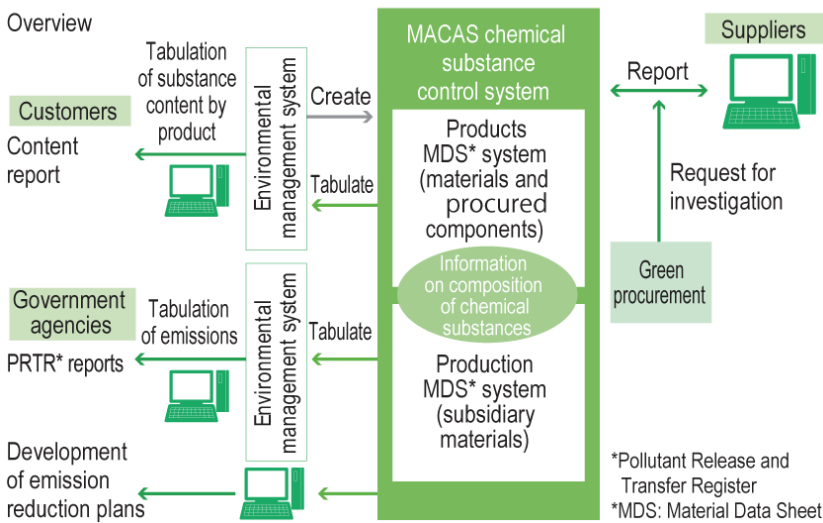 Overview
Tabulation
of substance
content by
product
Customers
Content
report
Environmental
management system
Create
Tabulate
MACAS chemical
substance
control system
Products
MDS* system
(materials and
procured
components)
Information
on composition
of chemical
substances
Production
MDS* system
(subsidiary
materials)
Suppliers
Report
Request for
investigation
Green
procurement
Government
agencies
PRTR* reports
Tabulation
of emissions
Environmental
management system
Tabulate
Development
of emission
reduction plans
*Pollutant Release and
Transfer Register
*MDS: Material Data Sheet